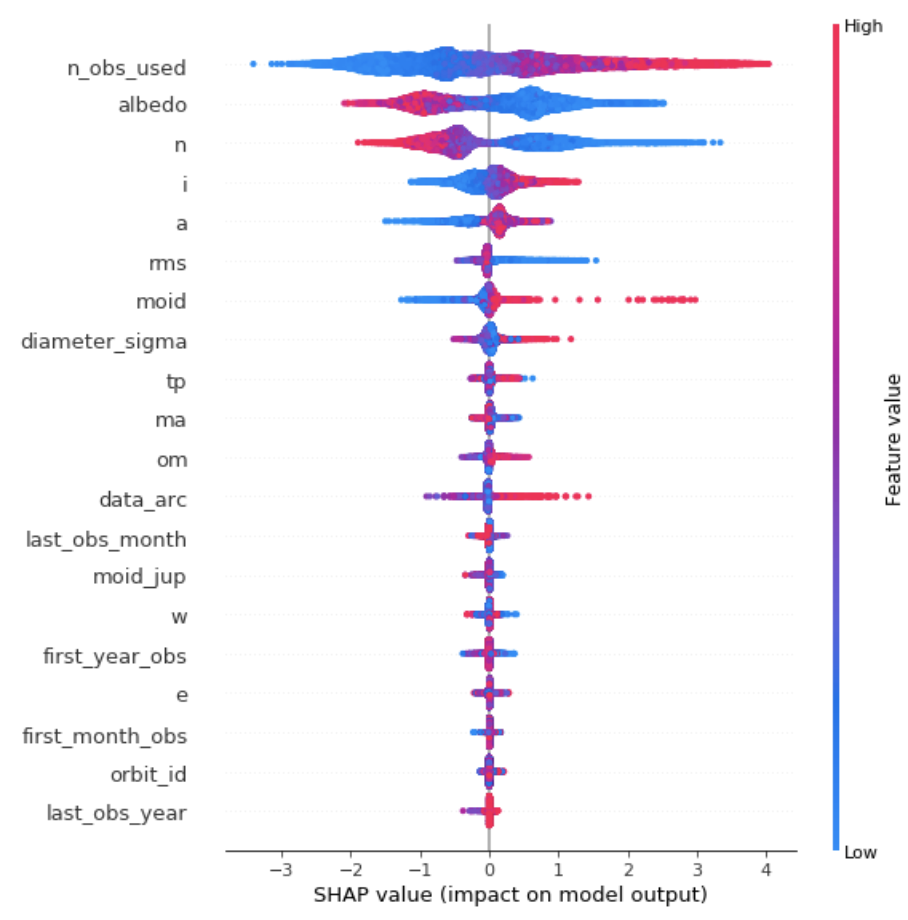 High
n_obs_used
albedo
n
i
a
rms
moid
diameter_sigma
tp
ma
om
data_arc
last_obs_month
moid_jup
w
first_year_obs
e
first_month_obs
orbit_id
last_obs_year
Feature value
Low
−3 −2 −1 0 1 2 3 4
SHAP value (impact on model output)